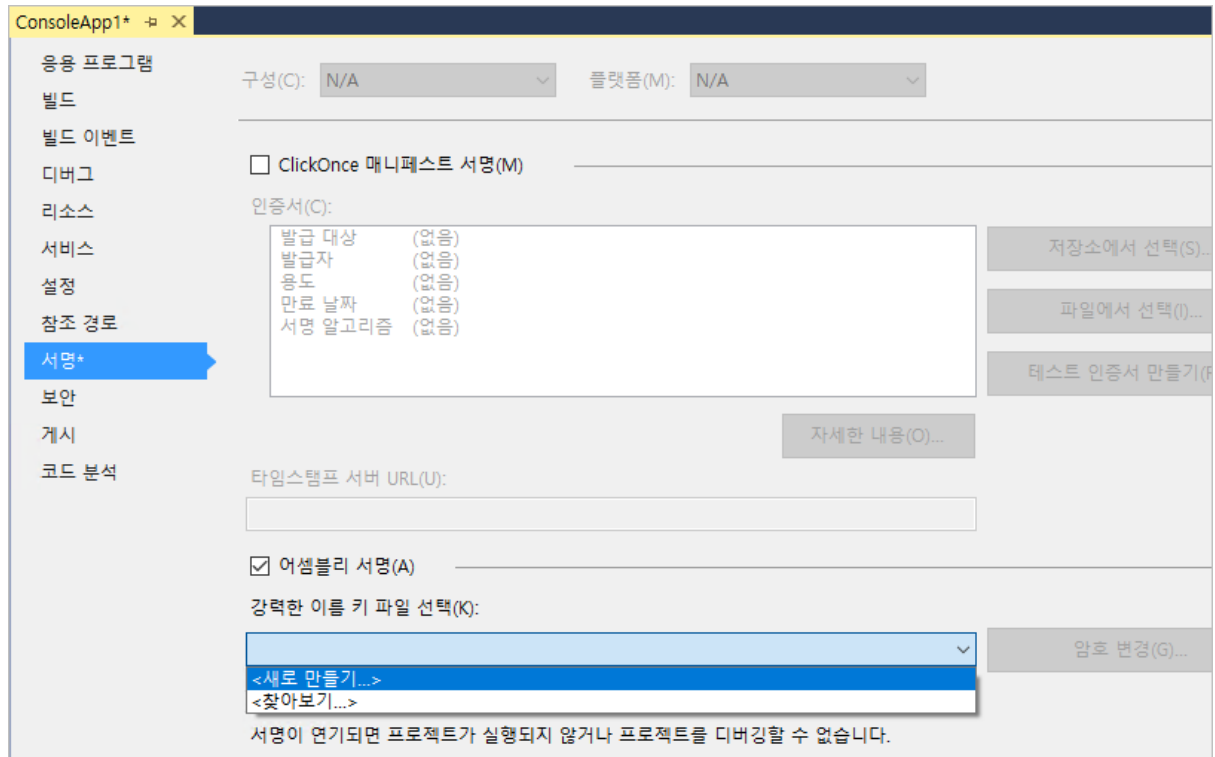 ConsoleApp1*
응용 프로그램
빌드
빌드 이벤트
디버그
리소스
서비스
설정
참조 경로
서명*
보안
게시
코드 분석
구성(C): N/A 플랫폼(M): N/A
ClickOnce 매니페스트 서명(M)
인증서(C):
발급 대상 (없음)
발급자 (없음)
용도 (없음)
만료 날짜 (없음)
서명 알고리즘 (없음)
저장소에서 선택(S)...
파일에서 선택(I)...
테스트 인증서 만들기(
자세한 내용(O)...
타임스탬프 서버 URL(U):
어셈블리 서명(A)
강력한 이름 키 파일 선택(K):
암호 변경(G)...
<새로 만들기...>
<찾아보기...>
서명이 연기되면 프로젝트가 실행되지 않거나 프로젝트를 디버깅할 수 없습니다.